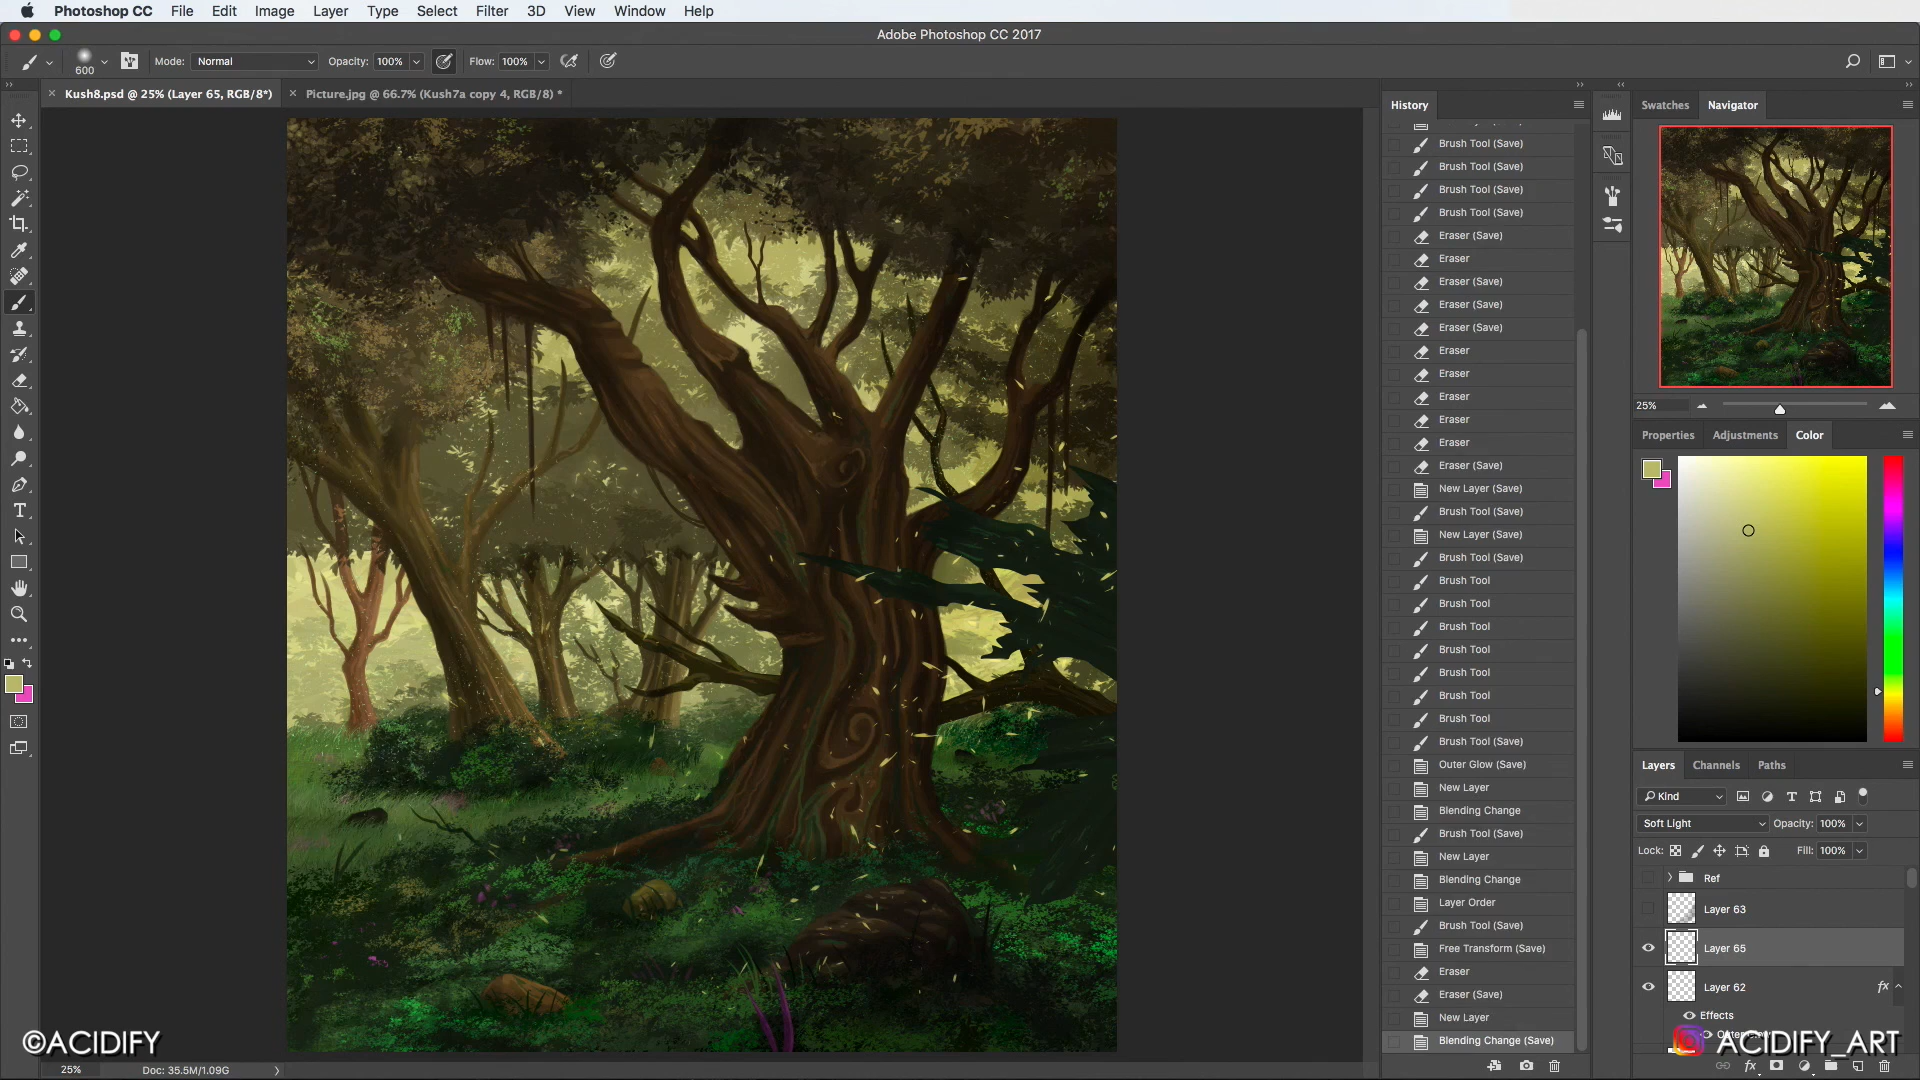 Photoshop CC File Edit Image Layer Type Select Filter 3D View Window Help
Adobe Photoshop CC 2017
600 Mode: Normal Opacity: 100% Flow: 100%
Kush8.psd @ 25% (Layer 65, RGB/8*)
Picture.jpg @ 66.7% (Kush7a copy 4, RGB/8) *
History
Brush Tool (Save)
Brush Tool (Save)
Brush Tool (Save)
Brush Tool (Save)
Eraser (Save)
Eraser
Eraser (Save)
Eraser (Save)
Eraser (Save)
Eraser
Eraser
Eraser
Eraser
Eraser
Eraser (Save)
New Layer (Save)
Brush Tool (Save)
New Layer (Save)
Brush Tool (Save)
Brush Tool
Brush Tool
Brush Tool
Brush Tool
Brush Tool
Brush Tool
Brush Tool
Brush Tool (Save)
Outer Glow (Save)
New Layer
Blending Change
Brush Tool (Save)
New Layer
Blending Change
Layer Order
Brush Tool (Save)
Free Transform (Save)
Eraser
Eraser (Save)
New Layer
Blending Change (Save)
Swatches Navigator
25%
Properties Adjustments Color
Layers Channels Paths
Kind
Soft Light Opacity: 100%
Lock: Fill: 100%
Ref
Layer 63
Layer 65
Layer 62 fx
Effects
©ACIDIFY
ACIDIFY_ART
25% Doc: 35.5M/1.09G